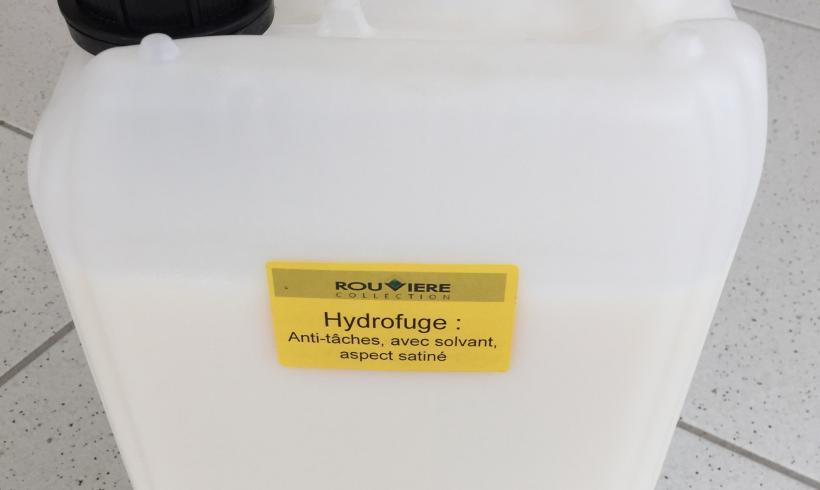 ROUVIERE
COLLECTION
Hydrofuge :
Anti-tâches, avec solvant,
aspect satiné